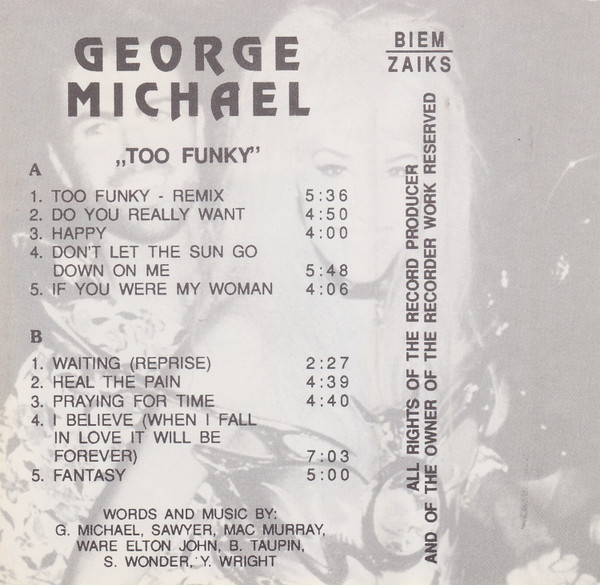 GEORGE
MICHAEL
„TOO FUNKY”
A
1. TOO FUNKY - REMIX 5:36
2. DO YOU REALLY WANT 4:50
3. HAPPY 4:00
4. DON'T LET THE SUN GO
DOWN ON ME 5:48
5. IF YOU WERE MY WOMAN 4:06
B
1. WAITING (REPRISE) 2:27
2. HEAL THE PAIN 4:39
3. PRAYING FOR TIME 4:40
4. I BELIEVE (WHEN I FALL
IN LOVE IT WILL BE
FOREVER) 7:03
5. FANTASY 5:00
WORDS AND MUSIC BY:
G. MICHAEL, SAWYER, MAC MURRAY,
WARE ELTON JOHN, B. TAUPIN,
S. WONDER, Y. WRIGHT
BIEM
ZAIKS
ALL RIGHTS OF THE RECORD PRODUCER
AND OF THE OWNER OF THE RECORDER WORK RESERVED